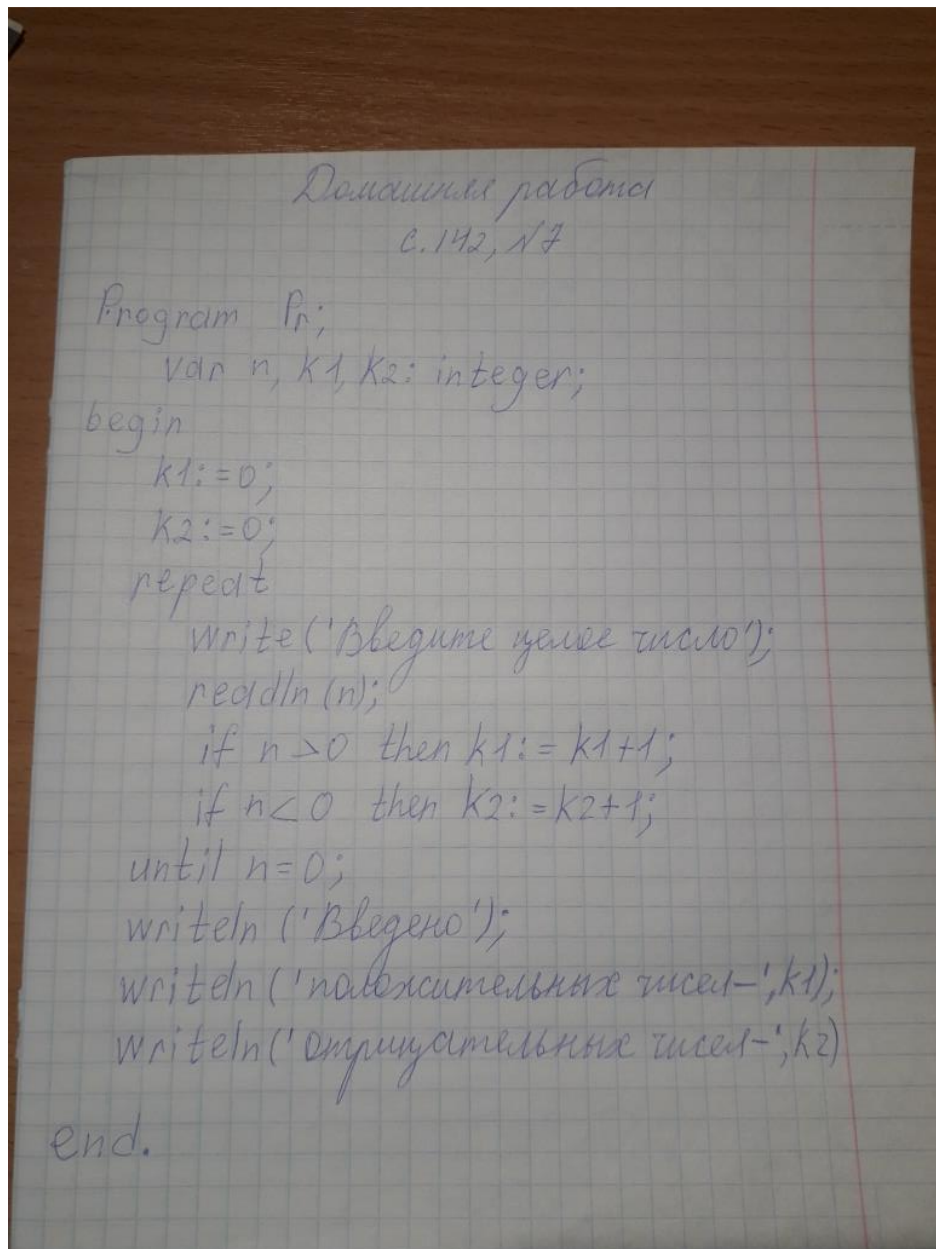 Домашняя работа
с.142, №7
Program Pr;
var n, k1, k2: integer;
begin
k1:=0;
k2:=0;
repeat
write('Введите целое число');
readln(n);
if n>0 then k1:=k1+1;
if n<0 then k2:=k2+1;
until n=0;
writeln('Введено');
writeln('положительных чисел-',k1);
writeln('отрицательных чисел-',k2)
end.